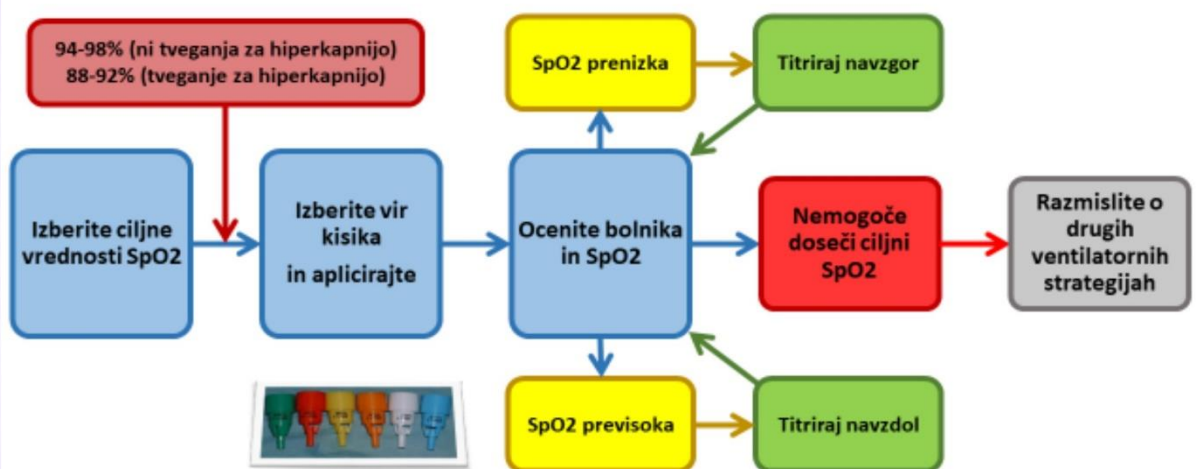 94-98% (ni tveganja za hiperkapnijo)
88-92% (tveganje za hiperkapnijo)
Izberite ciljne
vrednosti SpO2
Izberite vir
kisika
in aplicirajte
Ocenite bolnika
in SpO2
SpO2 prenizka
Titriraj navzgor
Nemogoče
doseči ciljni
SpO2
Razmislite o
drugih
ventilatornih
strategijah
SpO2 previsoka
Titriraj navzdol